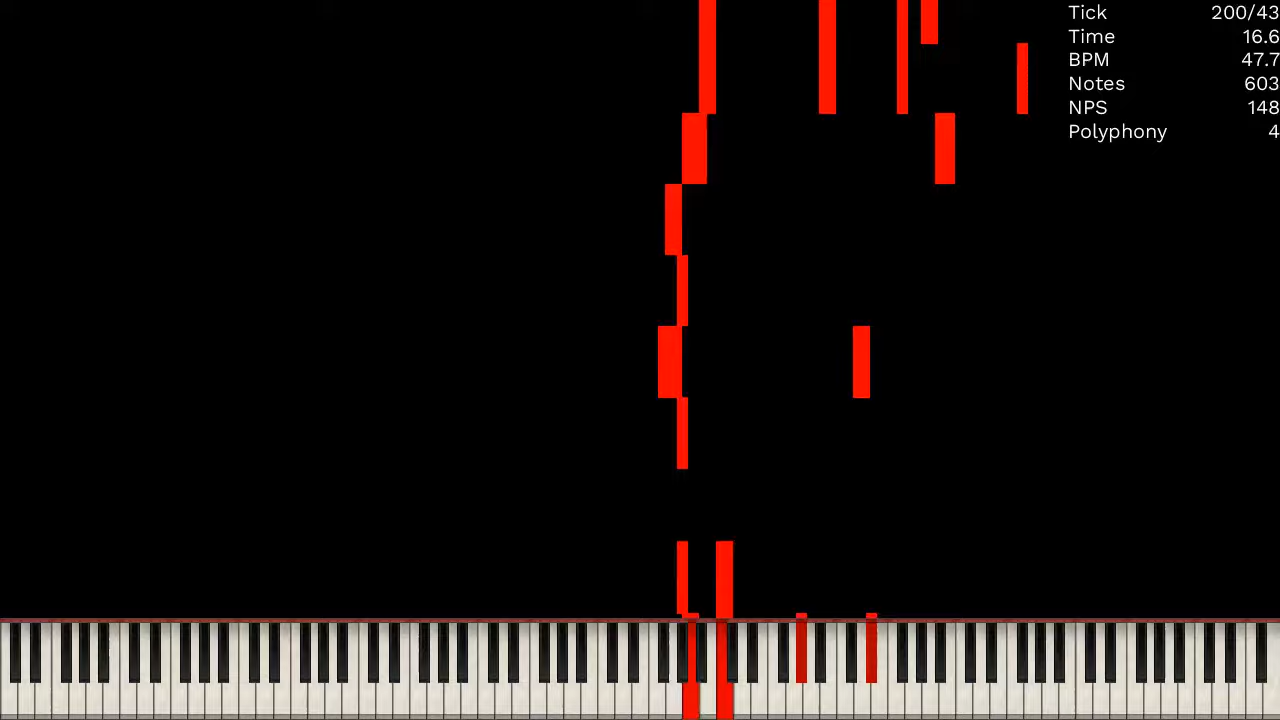 Tick 200/43
Time 16.6
BPM 47.7
Notes 603
NPS 148
Polyphony 4